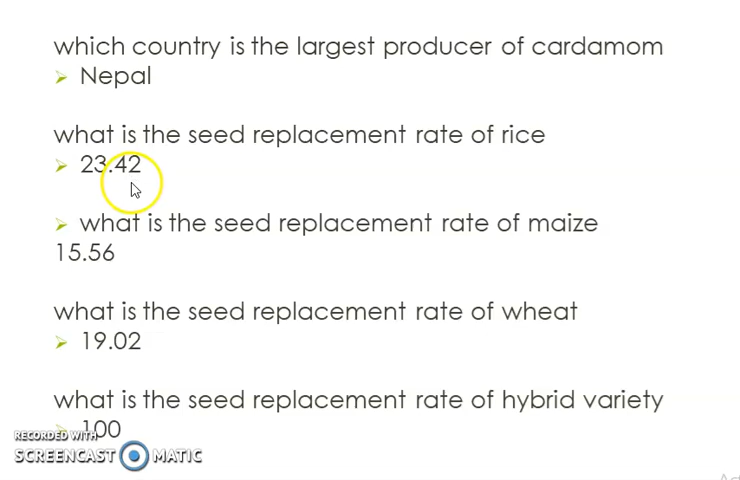 which country is the largest producer of cardamom
Nepal
what is the seed replacement rate of rice
23.42
what is the seed replacement rate of maize
15.56
what is the seed replacement rate of wheat
19.02
what is the seed replacement rate of hybrid variety
100
RECORDED WITH
SCREENCAST MATIC